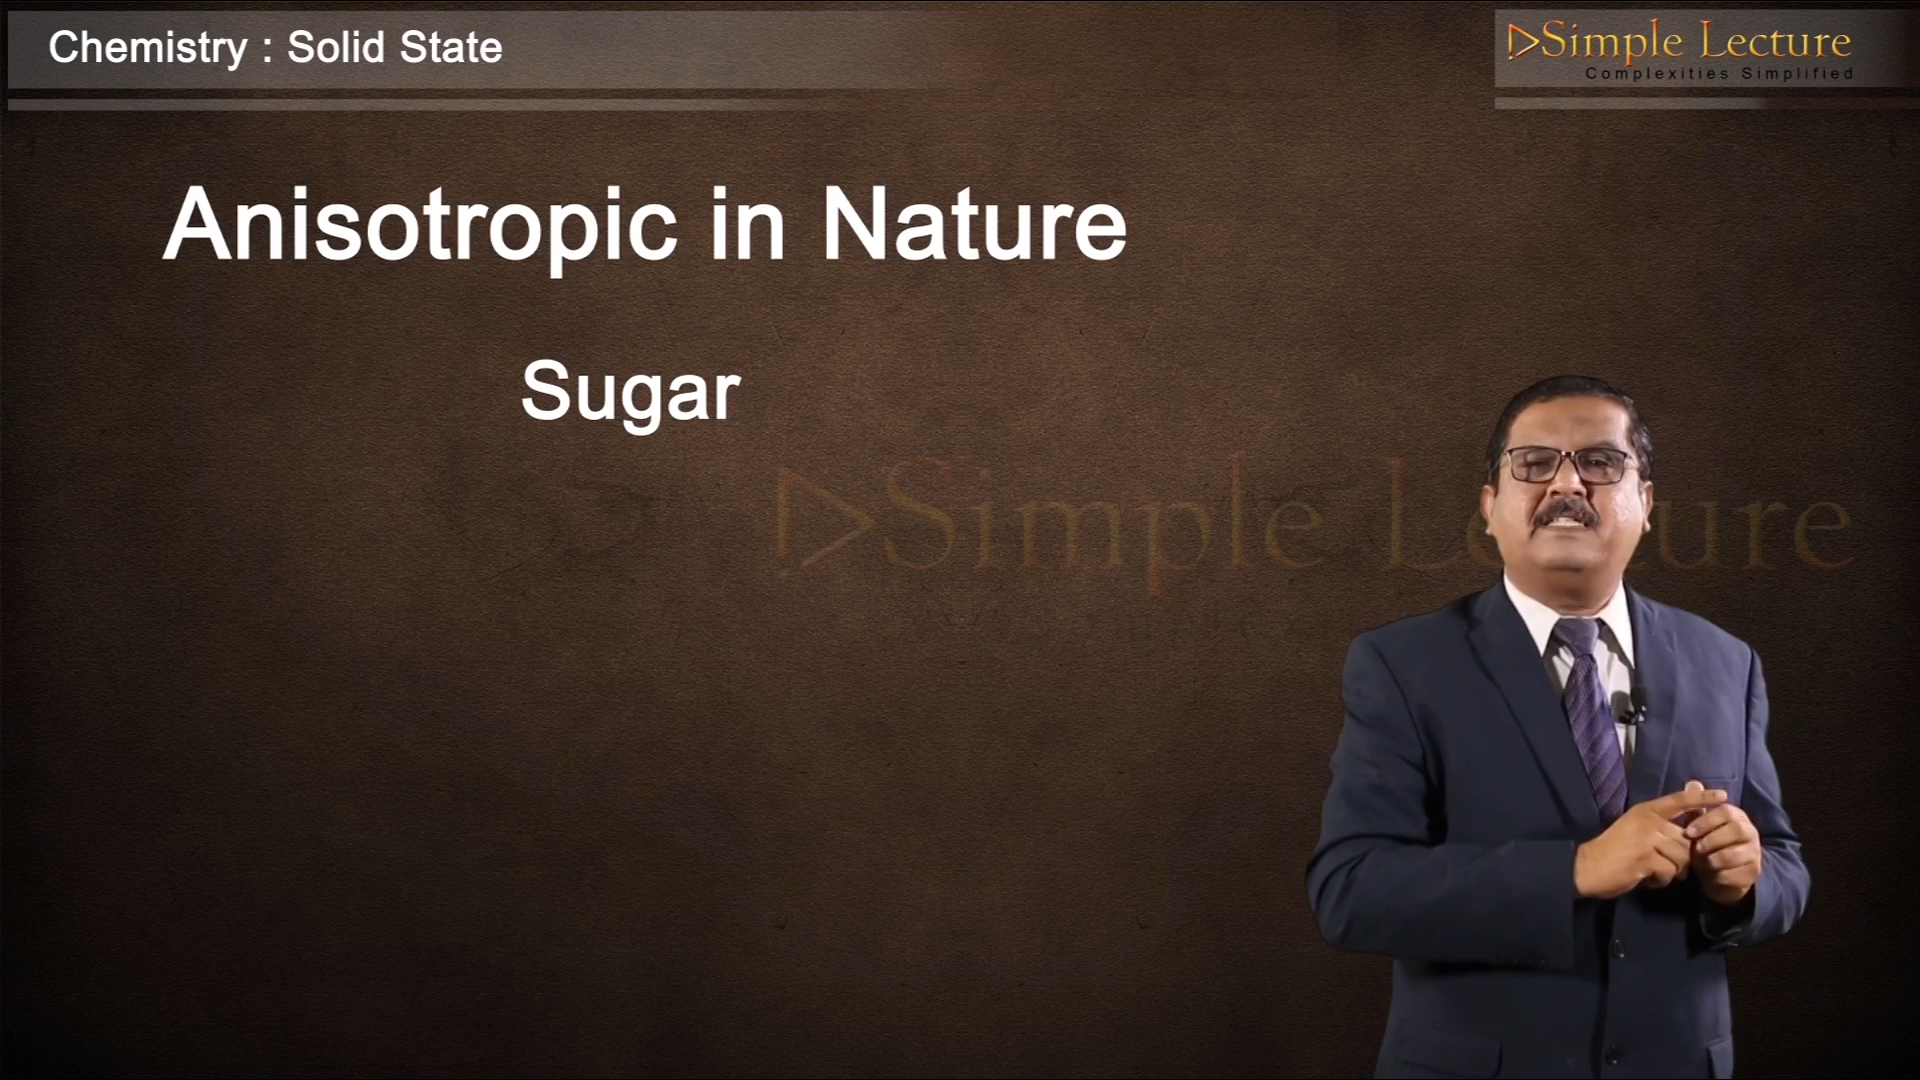 Chemistry : Solid State
Simple Lecture
Complexities Simplified
Anisotropic in Nature
Sugar
Simple Lecture